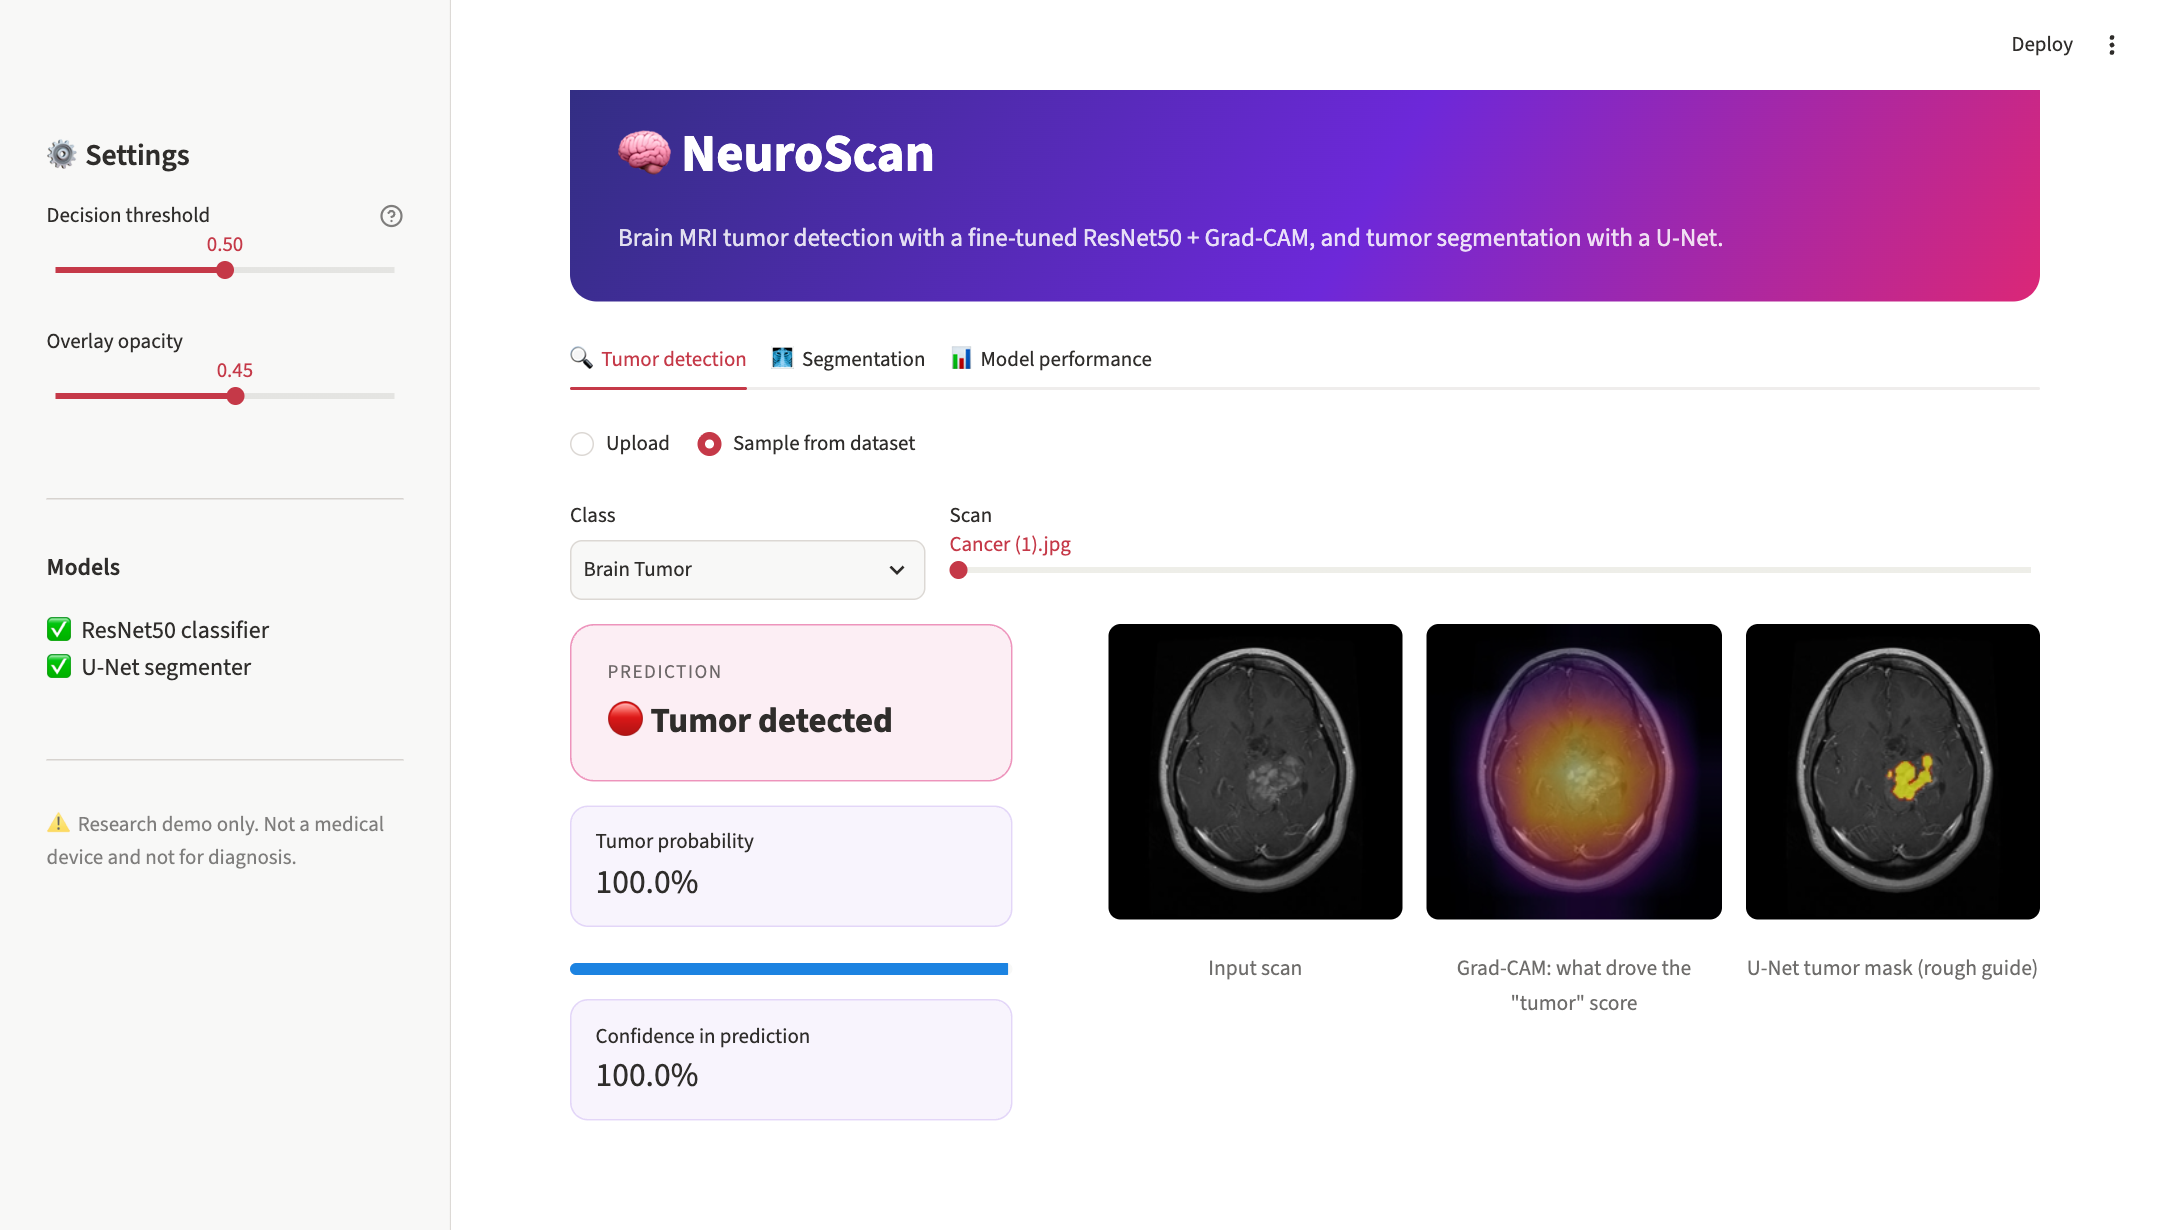 Deploy
Settings
Decision threshold
0.50
Overlay opacity
0.45
Models
ResNet50 classifier
U-Net segmenter
Research demo only. Not a medical
device and not for diagnosis.
NeuroScan
Brain MRI tumor detection with a fine-tuned ResNet50 + Grad-CAM, and tumor segmentation with a U-Net.
Tumor detection Segmentation Model performance
Upload Sample from dataset
Class
Brain Tumor
Scan
Cancer (1).jpg
PREDICTION
Tumor detected
Tumor probability
100.0%
Confidence in prediction
100.0%
Input scan
Grad-CAM: what drove the
"tumor" score
U-Net tumor mask (rough guide)